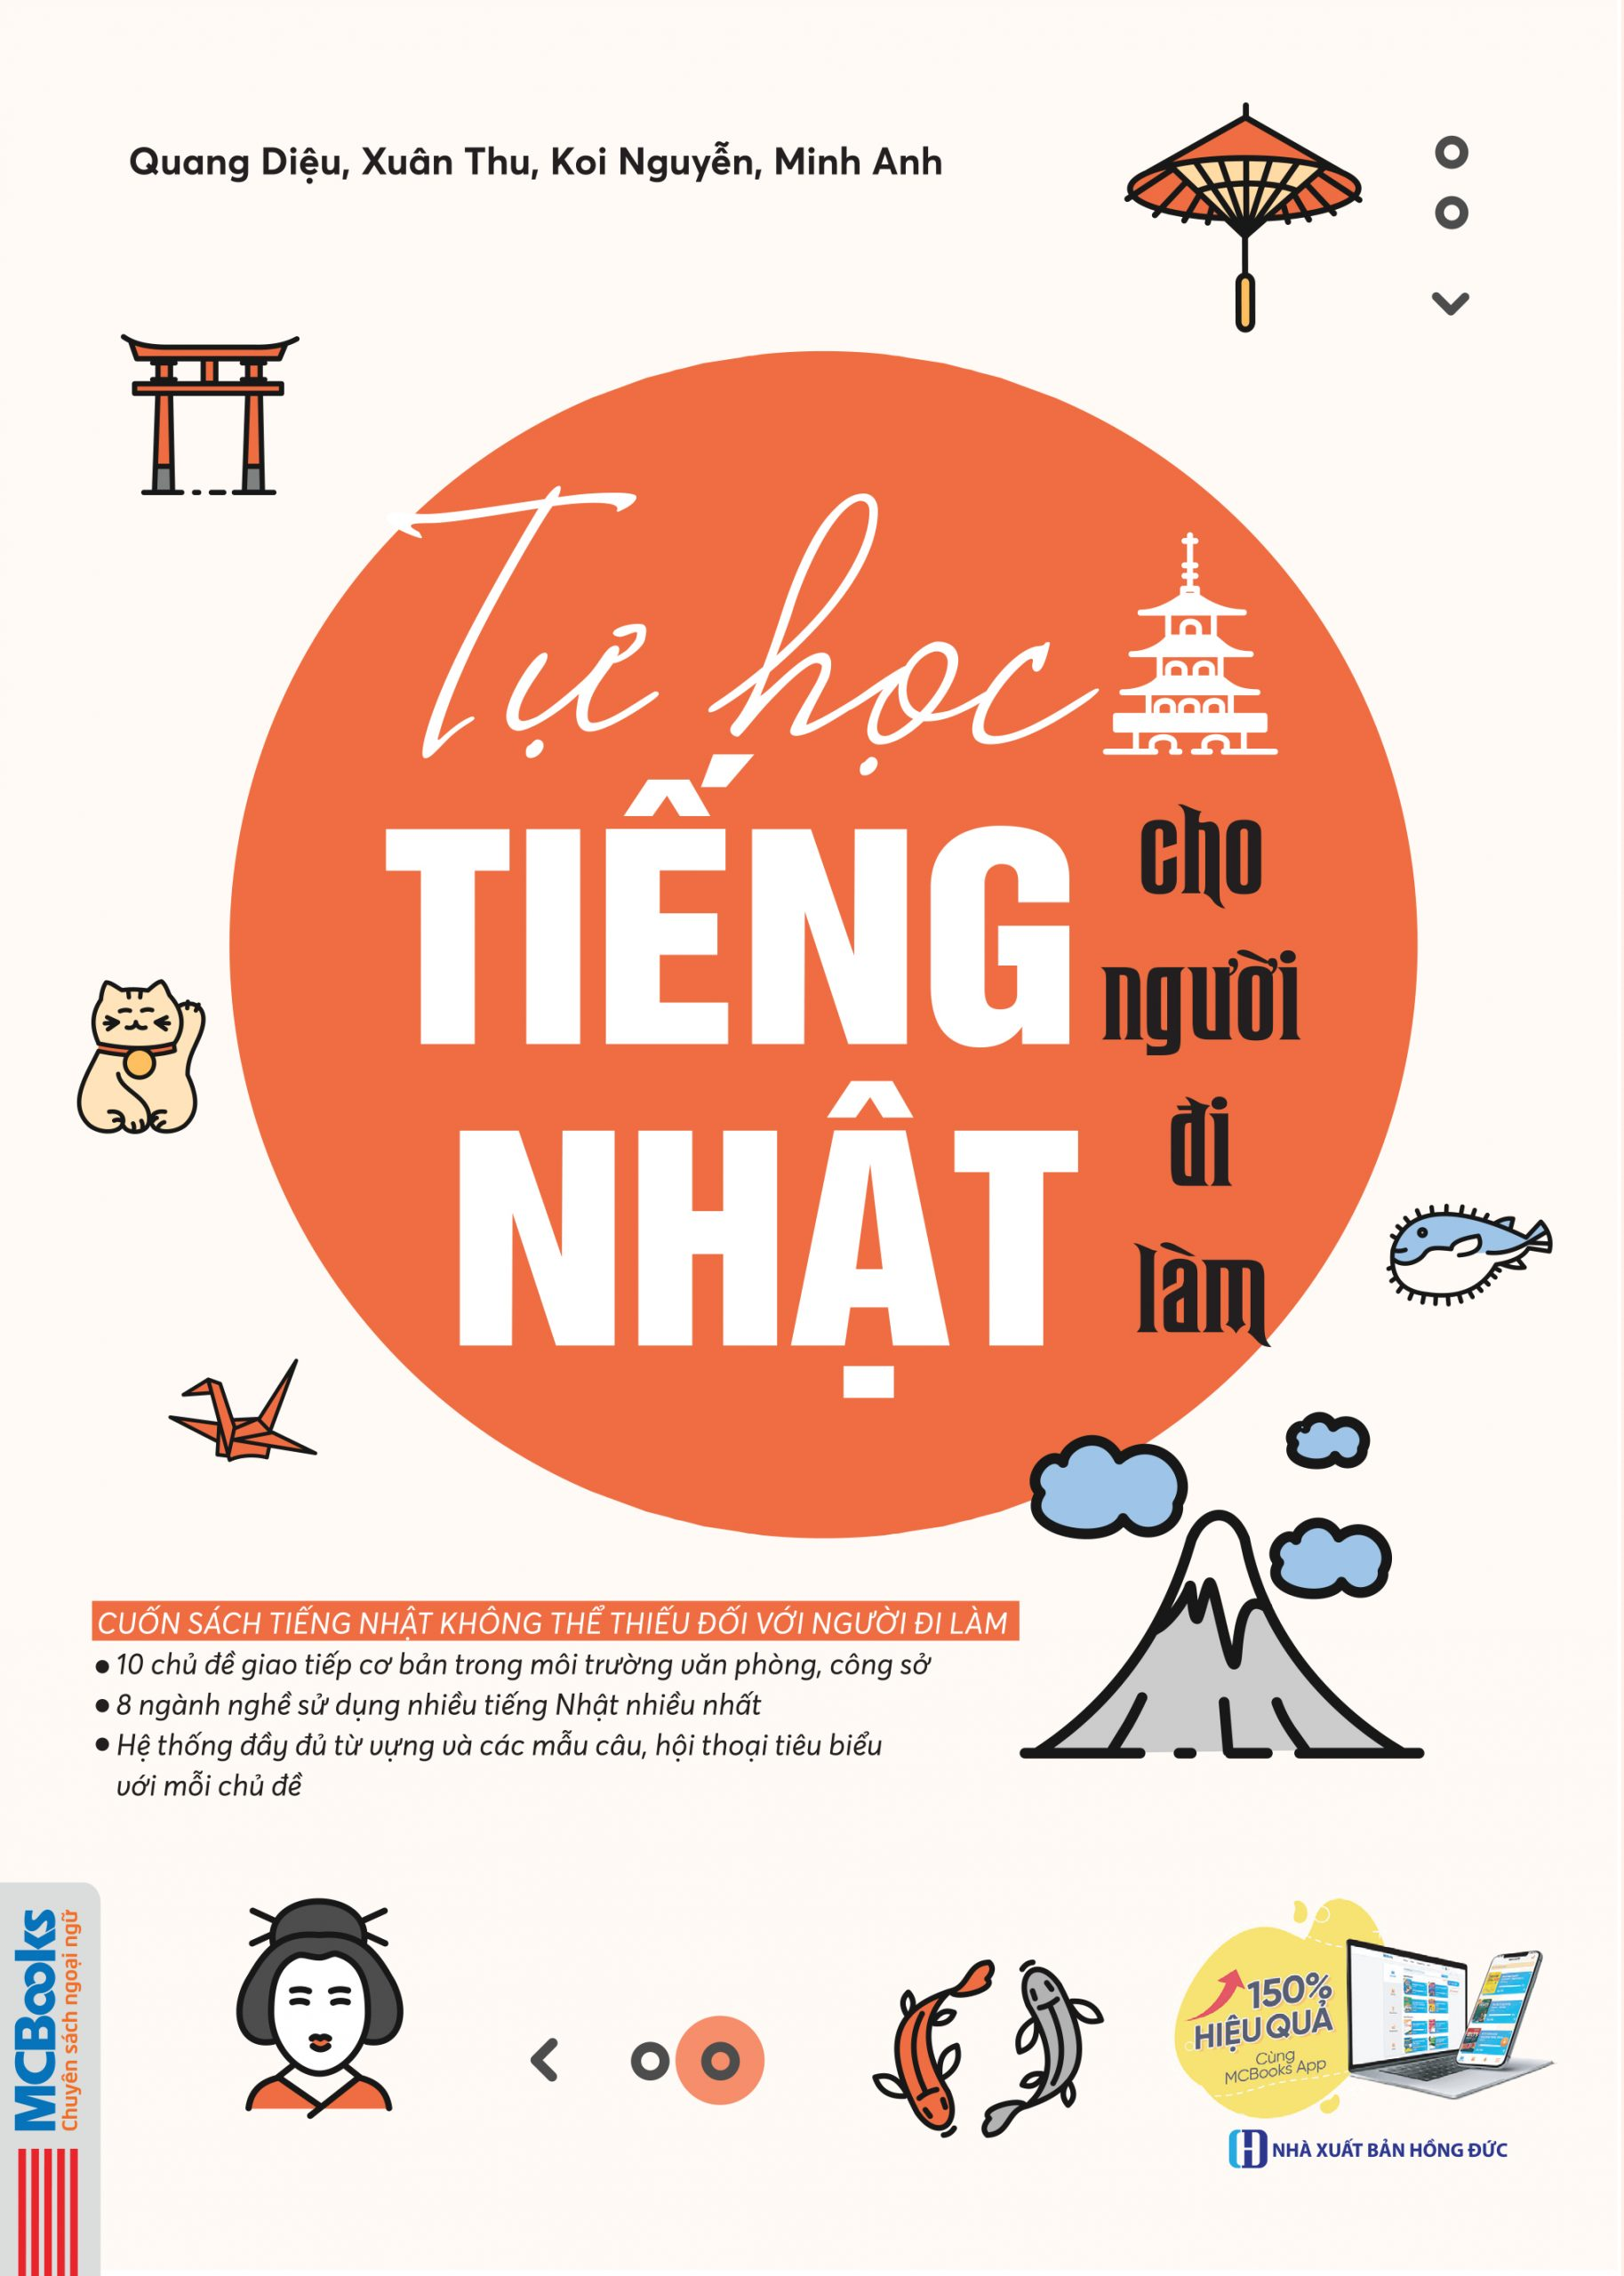 Quang Diệu, Xuân Thu, Koi Nguyễn, Minh Anh
Tự học
TIẾNG
NHẬT
cho
người
đi
làm
CUỐN SÁCH TIẾNG NHẬT KHÔNG THỂ THIẾU ĐỐI VỚI NGƯỜI ĐI LÀM
• 10 chủ đề giao tiếp cơ bản trong môi trường văn phòng, công sở
• 8 ngành nghề sử dụng nhiều tiếng Nhật nhiều nhất
• Hệ thống đầy đủ từ vựng và các mẫu câu, hội thoại tiêu biểu
với mỗi chủ đề
MCBooks
Chuyên sách ngoại ngữ
150%
HIỆU QUẢ
Cùng
MCBooks App
NHÀ XUẤT BẢN HỒNG ĐỨC